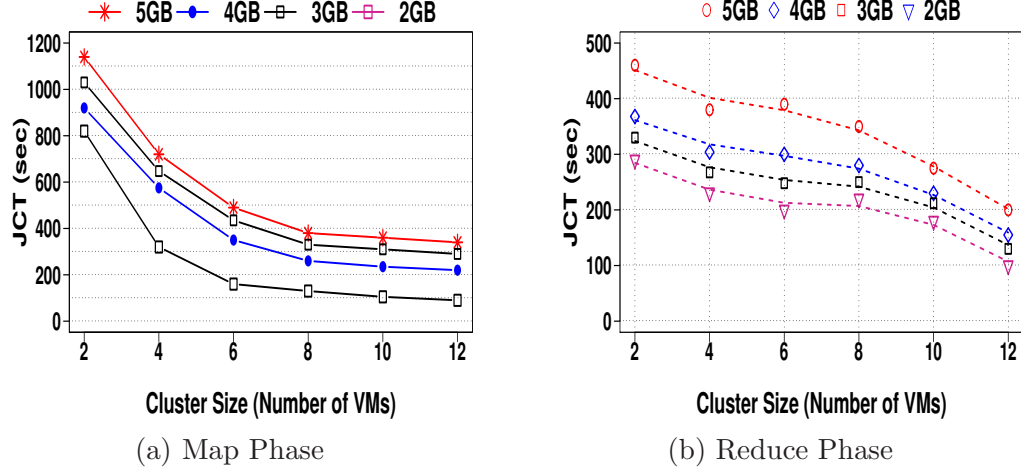 5GB 4GB 3GB 2GB
1200
1000
800
600
400
200
0
JCT (sec)
2 4 6 8 10 12
Cluster Size (Number of VMs)
(a) Map Phase
5GB 4GB 3GB 2GB
500
400
300
200
100
0
JCT (sec)
2 4 6 8 10 12
Cluster Size (Number of VMs)
(b) Reduce Phase